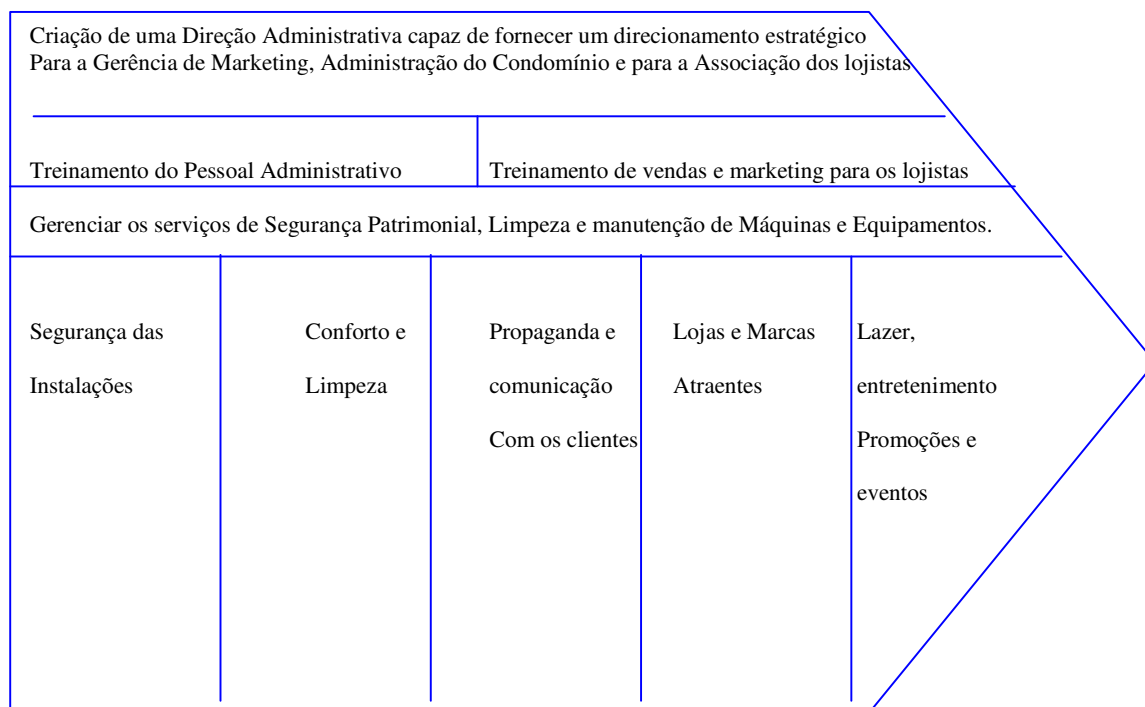 Criação de uma Direção Administrativa capaz de fornecer um direcionamento estratégico
Para a Gerência de Marketing, Administração do Condomínio e para a Associação dos lojistas
Treinamento do Pessoal Administrativo
Treinamento de vendas e marketing para os lojistas
Gerenciar os serviços de Segurança Patrimonial, Limpeza e manutenção de Máquinas e Equipamentos.
Segurança das
Instalações
Conforto e
Limpeza
Propaganda e
comunicação
Com os clientes
Lojas e Marcas
Atraentes
Lazer,
entretenimento
Promoções e
eventos